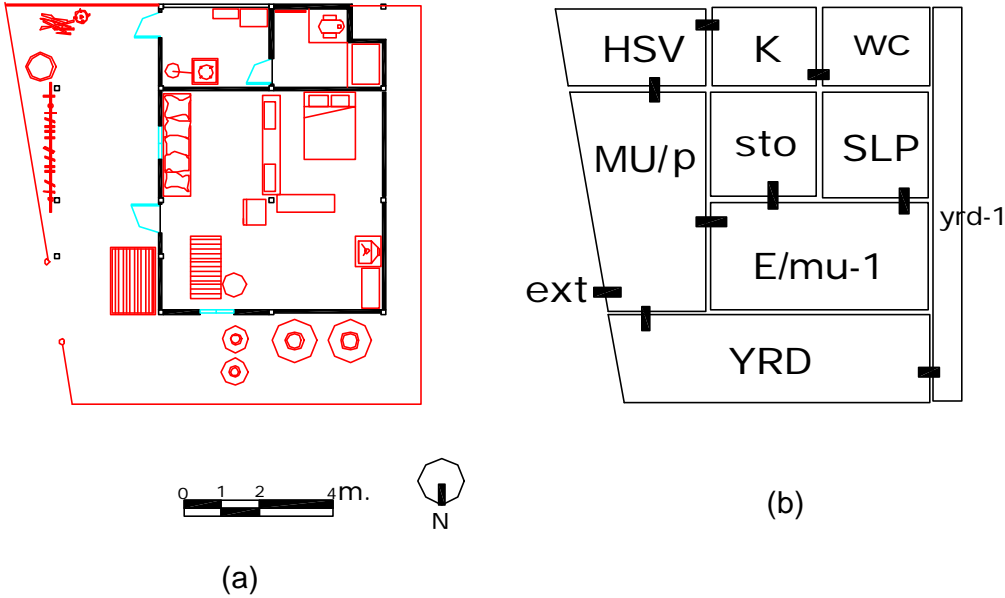 HSV K WC
MU/p sto SLP
yrd-1
E/mu-1
ext
YRD
0 1 2 4 m.
N
(a)
(b)